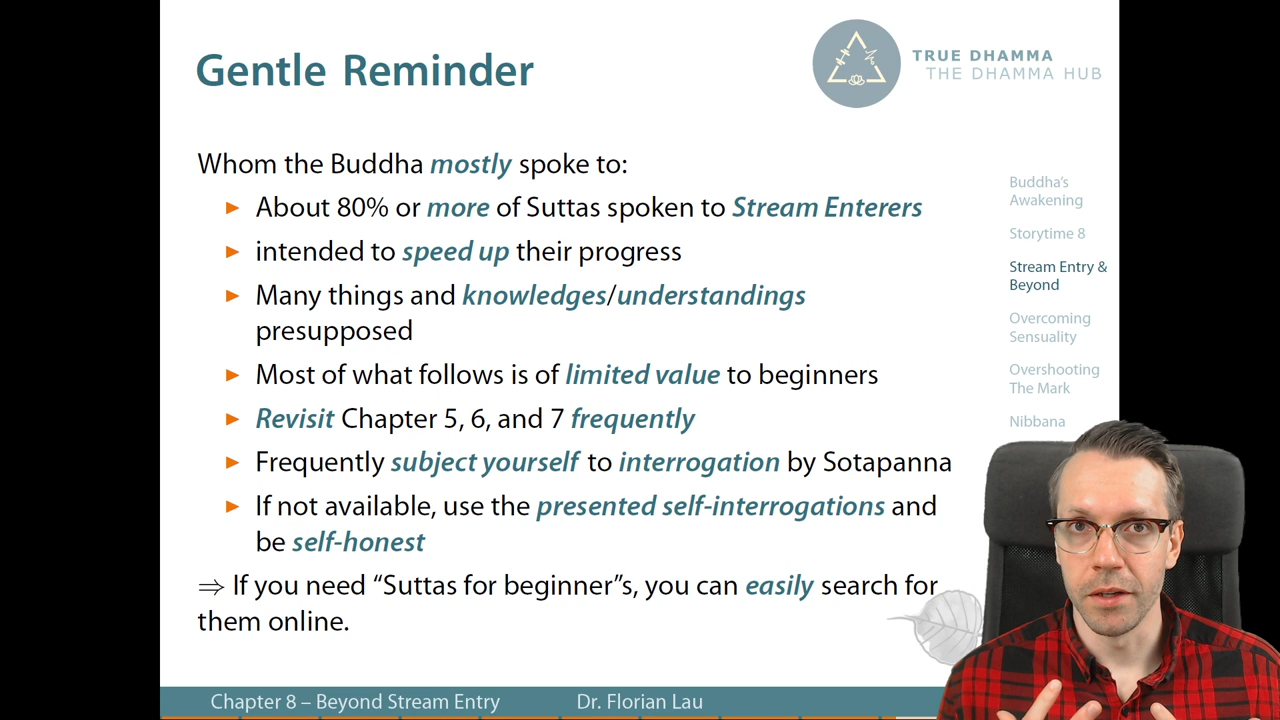 Gentle Reminder
TRUE DHAMMA
THE DHAMMA HUB
Whom the Buddha mostly spoke to:
About 80% or more of Suttas spoken to Stream Enterers
intended to speed up their progress
Many things and knowledges/understandings
presupposed
Most of what follows is of limited value to beginners
Revisit Chapter 5, 6, and 7 frequently
Frequently subject yourself to interrogation by Sotapanna
If not available, use the presented self-interrogations and
be self-honest
⇒ If you need “Suttas for beginner”s, you can easily search for
them online.
Buddha's
Awakening
Storytime 8
Stream Entry &
Beyond
Overcoming
Sensuality
Overshooting
The Mark
Nibbana
Chapter 8 – Beyond Stream Entry
Dr. Florian Lau